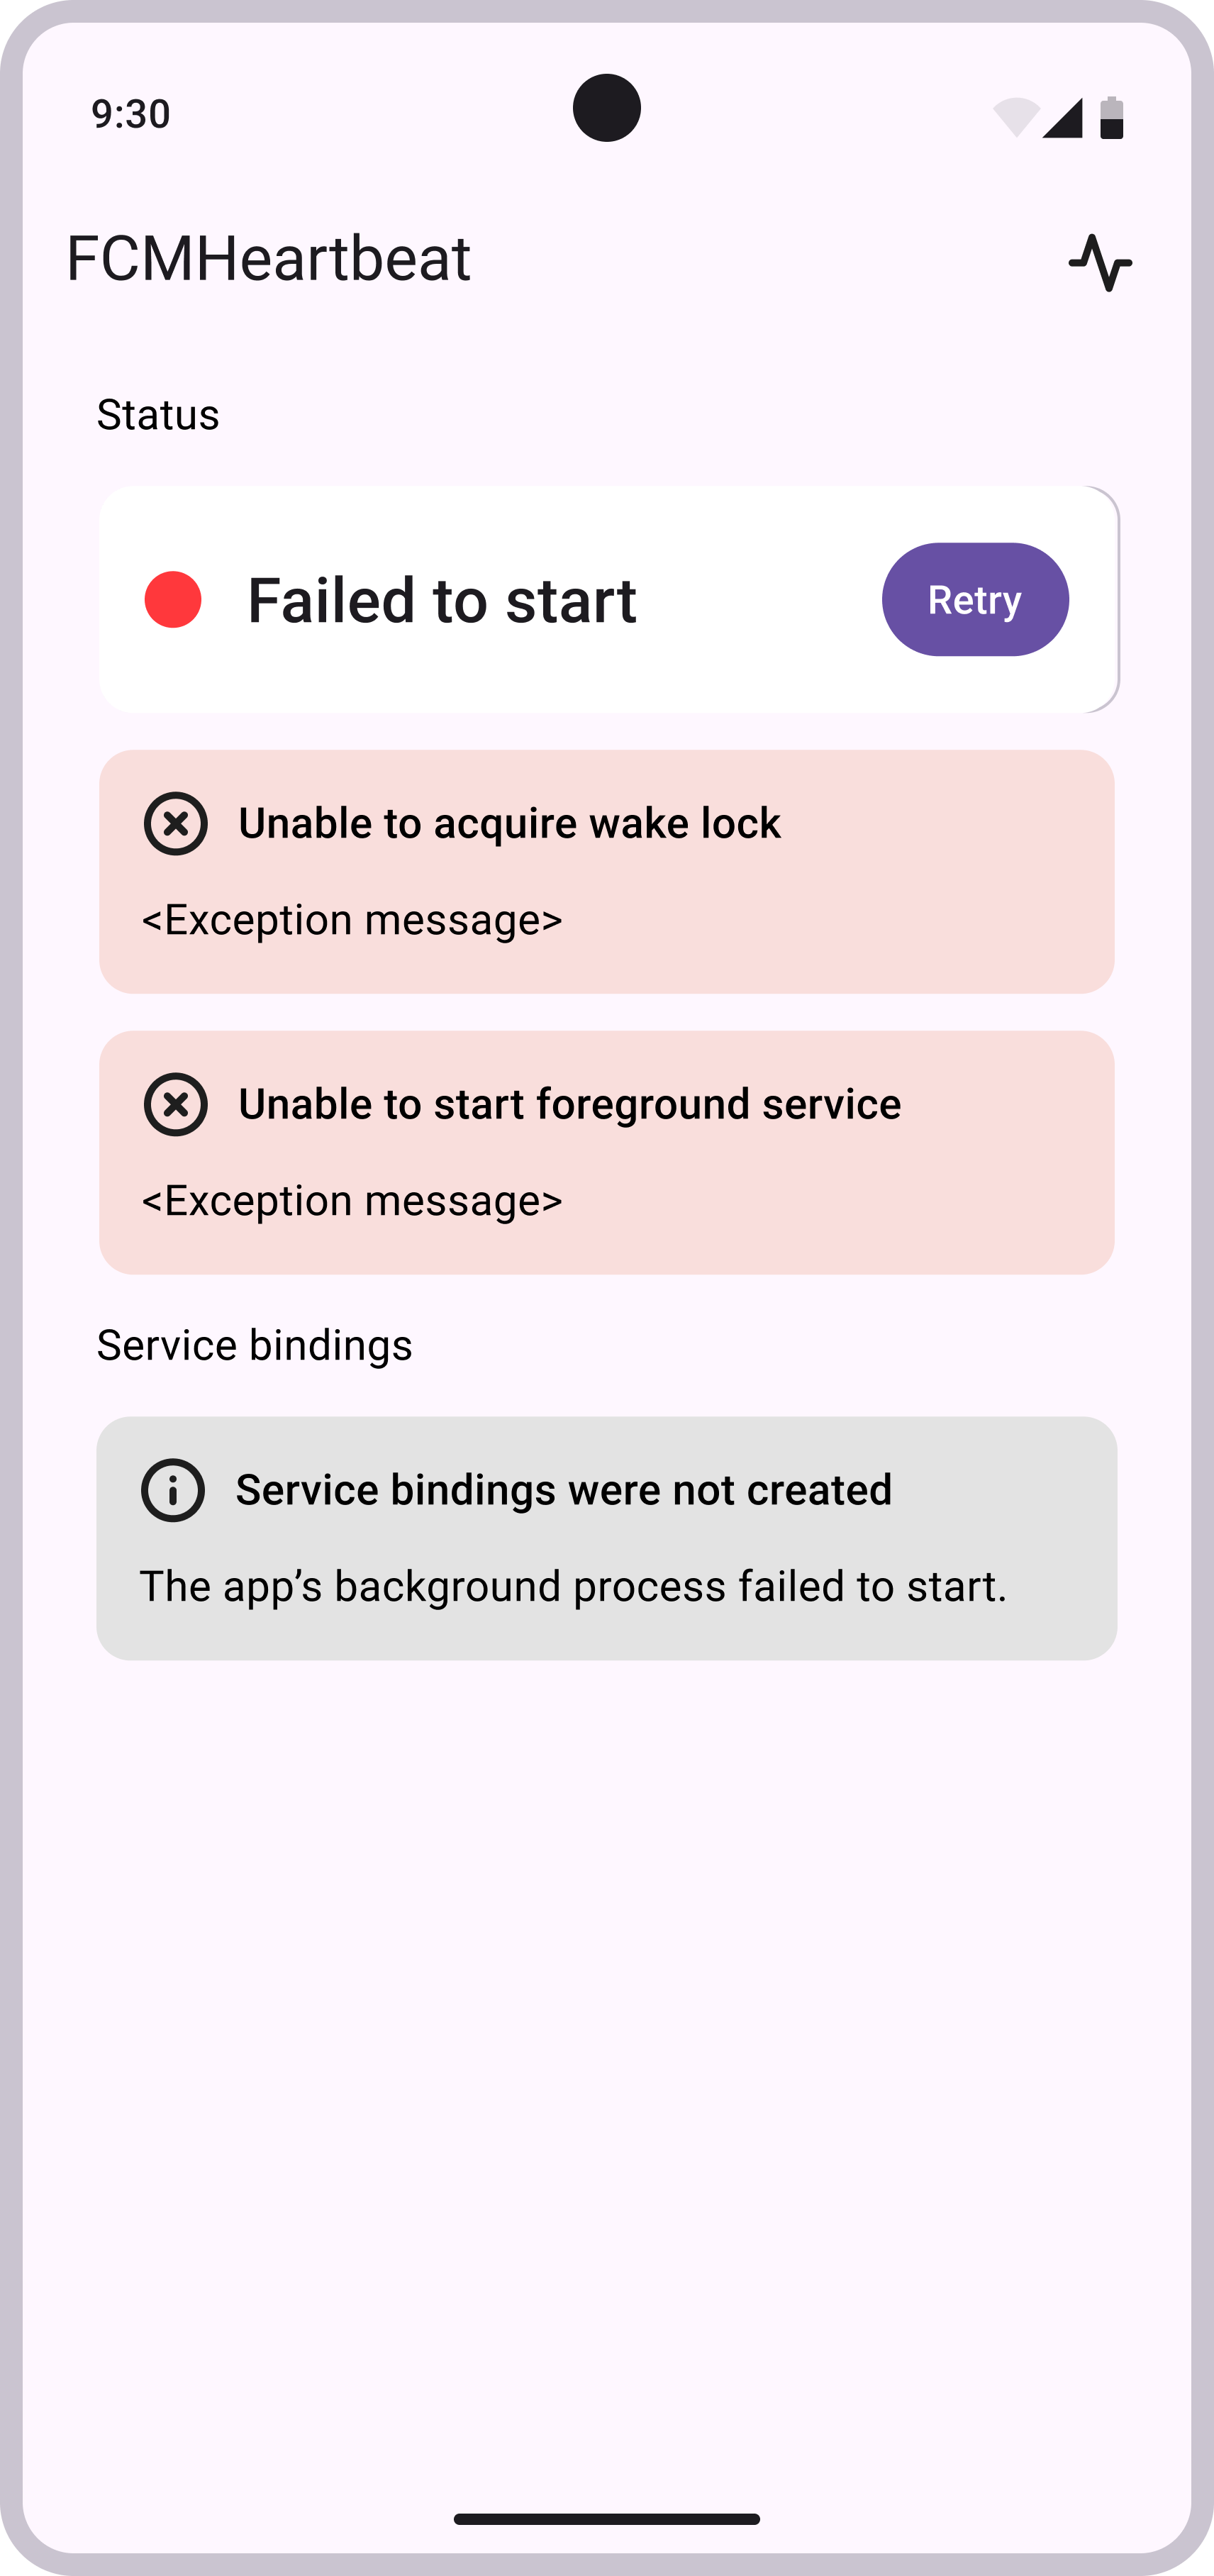 9:30
FCMHeartbeat
Status
Failed to start
Retry
Unable to acquire wake lock
<Exception message>
Unable to start foreground service
<Exception message>
Service bindings
Service bindings were not created
The app’s background process failed to start.